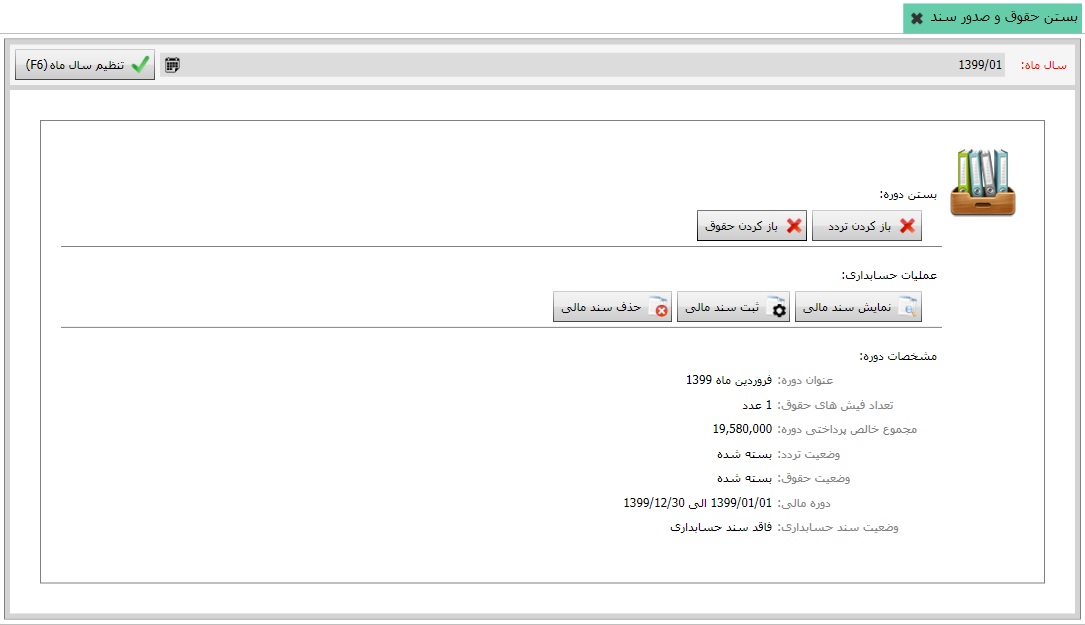 بستن حقوق و صدور سند
سال ماه: 1399/01 تنظیم سال ماه (F6)
بستن دوره:
باز کردن تردد باز کردن حقوق
عملیات حسابداری:
نمایش سند مالی ثبت سند مالی حذف سند مالی
مشخصات دوره:
عنوان دوره: فروردین ماه 1399
تعداد فیش های حقوق: 1 عدد
مجموع خالص پرداختی دوره: 19,580,000
وضعیت تردد: بسته شده
وضعیت حقوق: بسته شده
دوره مالی: 1399/01/01 الی 1399/12/30
وضعیت سند حسابداری: فاقد سند حسابداری